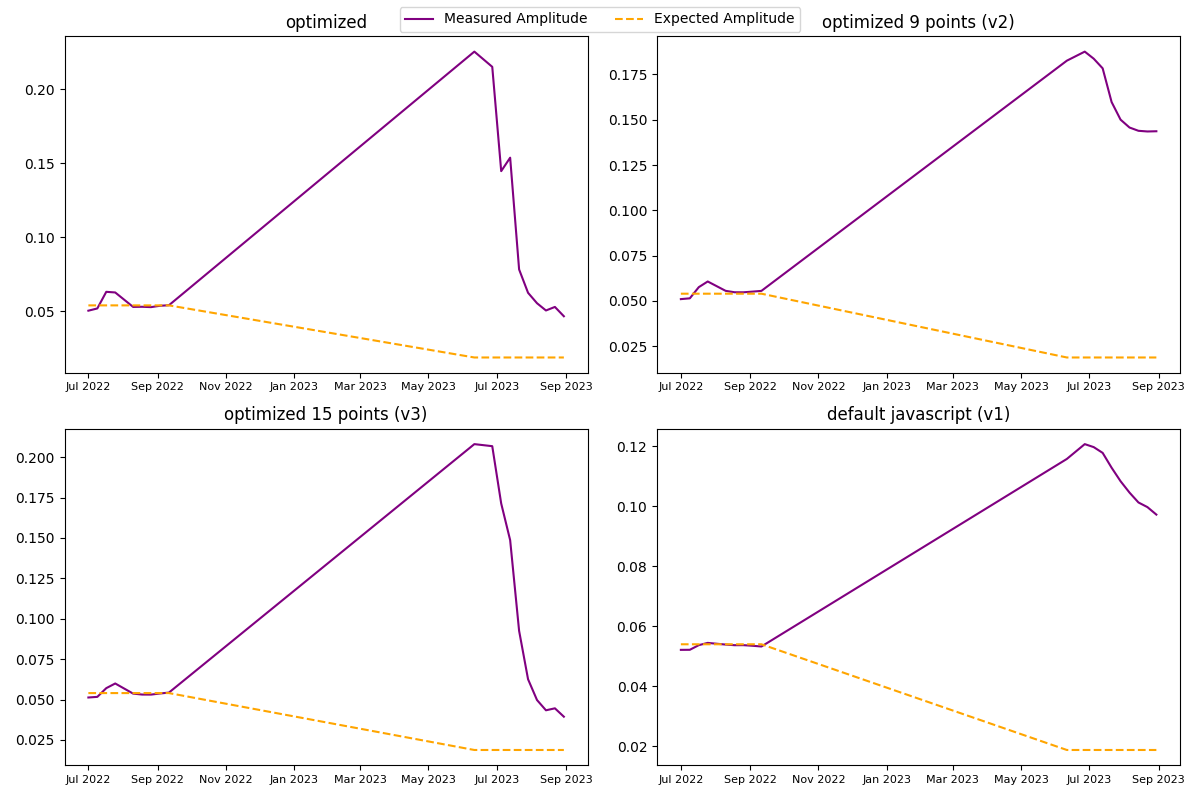 Measured Amplitude Expected Amplitude
optimized
0.20
0.15
0.10
0.05
Jul 2022 Sep 2022 Nov 2022 Jan 2023 Mar 2023 May 2023 Jul 2023 Sep 2023
optimized 9 points (v2)
0.175
0.150
0.125
0.100
0.075
0.050
0.025
Jul 2022 Sep 2022 Nov 2022 Jan 2023 Mar 2023 May 2023 Jul 2023 Sep 2023
optimized 15 points (v3)
0.200
0.175
0.150
0.125
0.100
0.075
0.050
0.025
Jul 2022 Sep 2022 Nov 2022 Jan 2023 Mar 2023 May 2023 Jul 2023 Sep 2023
default javascript (v1)
0.12
0.10
0.08
0.06
0.04
0.02
Jul 2022 Sep 2022 Nov 2022 Jan 2023 Mar 2023 May 2023 Jul 2023 Sep 2023